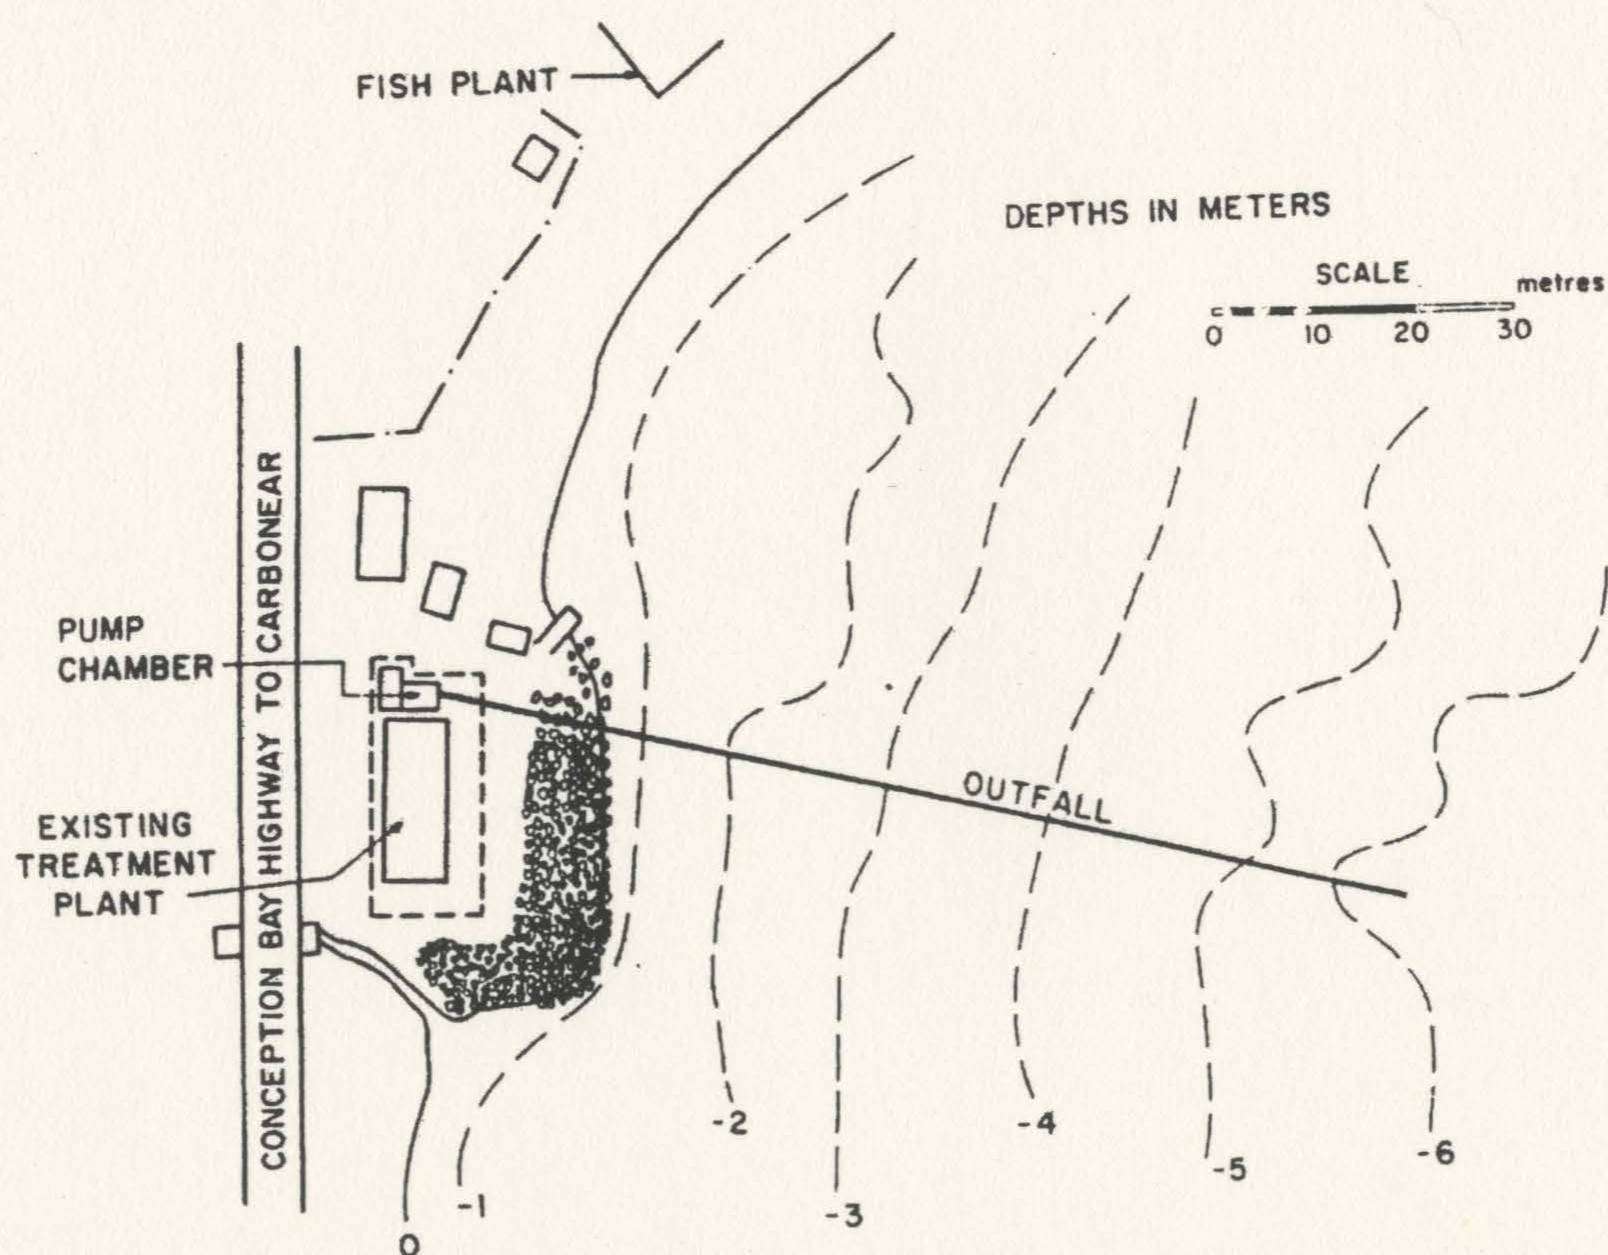 FISH PLANT
DEPTHS IN METERS
SCALE
metres
0 10 20 30
CONCEPTION BAY HIGHWAY TO CARBONEAR
PUMP
CHAMBER
OUTFALL
EXISTING
TREATMENT
PLANT
-2
-4
-6
-5
-1
-3
0